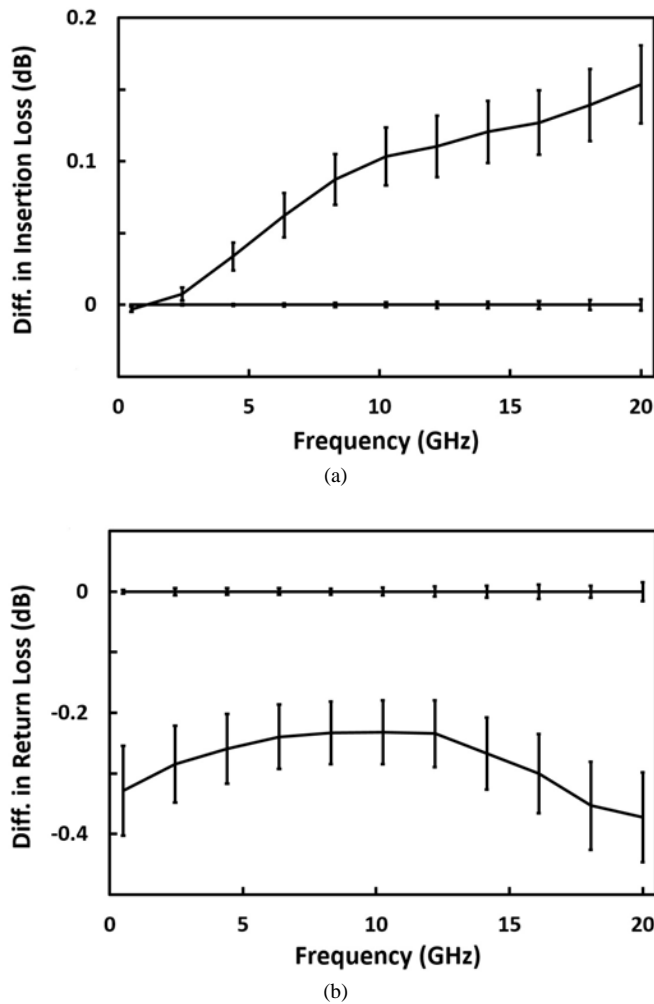 0.2
0.1
0
Diff. in Insertion Loss (dB)
0 5 10 15 20
Frequency (GHz)
(a)
0
-0.2
-0.4
Diff. in Return Loss (dB)
0 5 10 15 20
Frequency (GHz)
(b)